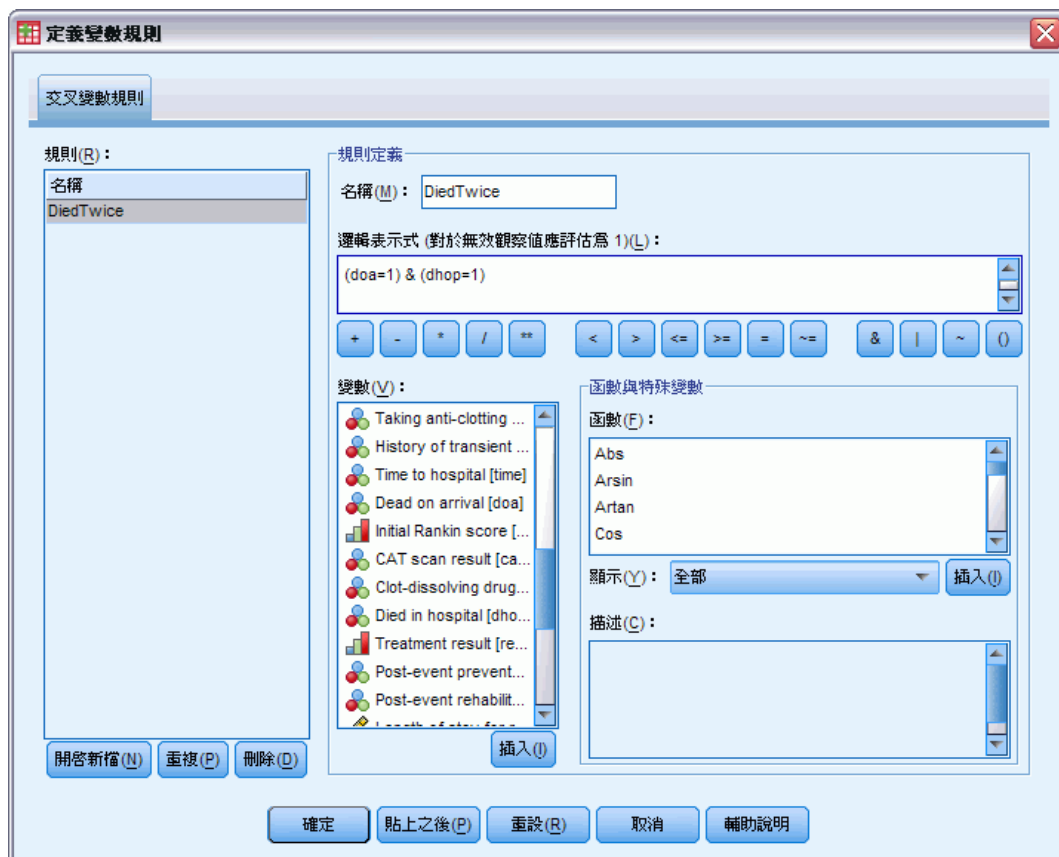 定義變數規則
交叉變數規則
規則(R)：
名稱
DiedTwice
開啓新檔(N)
重複(P)
刪除(D)
規則定義
名稱(M)： DiedTwice
邏輯表示式 (對於無效觀察值應評估爲 1)(L)：
(doa=1) & (dhop=1)
+ - * / ** < > <= >= = ~= & | ~ ()
變數(V)：
Taking anti-clotting ...
History of transient ...
Time to hospital [time]
Dead on arrival [doa]
Initial Rankin score [...
CAT scan result [ca...
Clot-dissolving drug...
Died in hospital [dho...
Treatment result [re...
Post-event prevent...
Post-event rehabilit...
插入(I)
函數與特殊變數
函數(F)：
Abs
Arsin
Artan
Cos
顯示(Y)： 全部
插入(I)
描述(C)：
確定
貼上之後(P)
重設(R)
取消
輔助說明